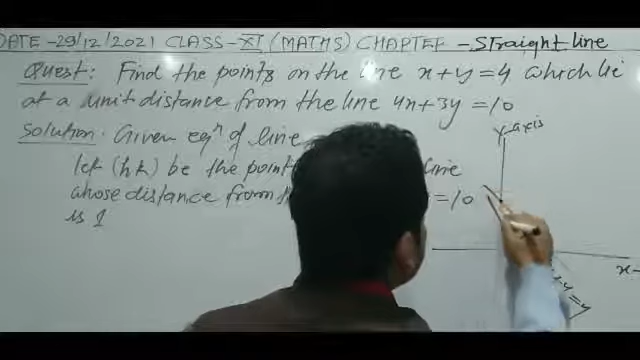 DATE - 29/12/2021 CLASS - XI (MATHS) CHAPTER - Straight line
Quest: Find the points on the line x+y=4 which lie
at a unit distance from the line 4x+3y=10
Solution. Given eqn of line
let (h,k) be the point line
whose distance from =10
is 1
Y-axis
x+y=4